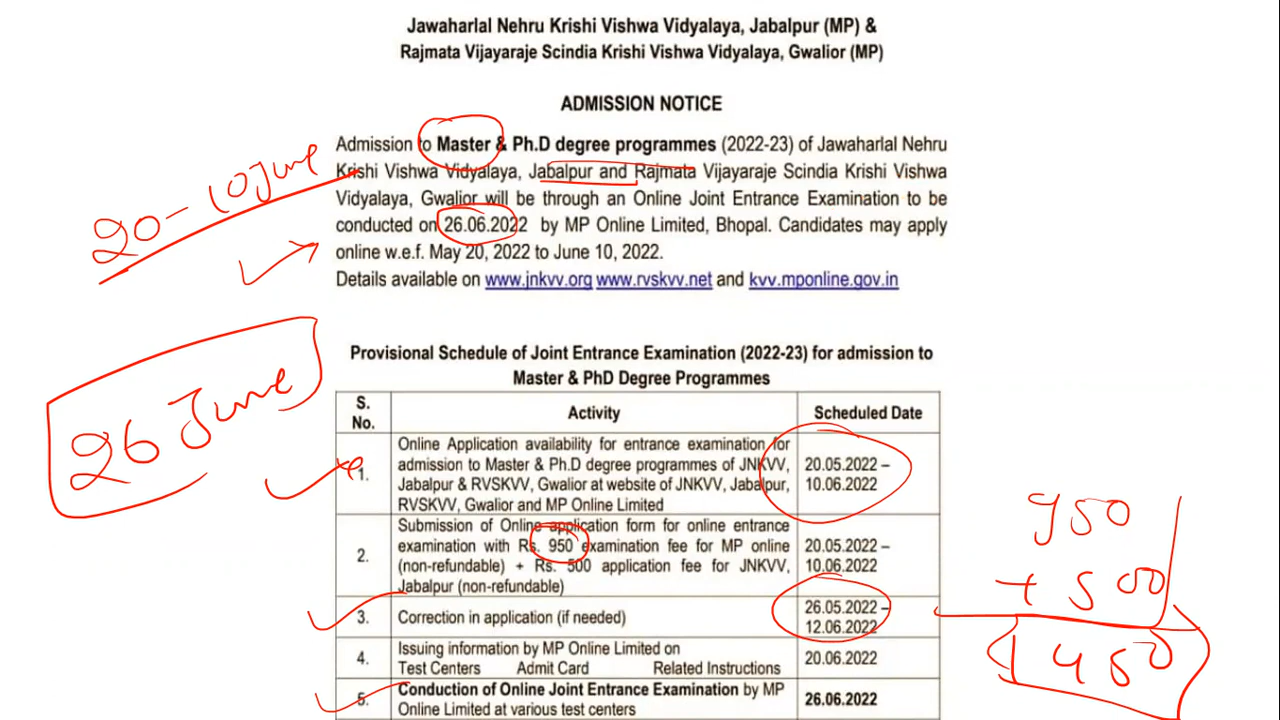 Jawaharlal Nehru Krishi Vishwa Vidyalaya, Jabalpur (MP) &
Rajmata Vijayaraje Scindia Krishi Vishwa Vidyalaya, Gwalior (MP)
ADMISSION NOTICE
Admission to Master & Ph.D degree programmes (2022-23) of Jawaharlal Nehru
Krishi Vishwa Vidyalaya, Jabalpur and Rajmata Vijayaraje Scindia Krishi Vishwa
Vidyalaya, Gwalior will be through an Online Joint Entrance Examination to be
conducted on 26.06.2022 by MP Online Limited, Bhopal. Candidates may apply
online w.e.f. May 20, 2022 to June 10, 2022.
Details available on www.jnkvv.org www.rvskvv.net and kvv.mponline.gov.in
20-10 June
26 June
Provisional Schedule of Joint Entrance Examination (2022-23) for admission to
Master & PhD Degree Programmes
S. No. Activity Scheduled Date
1. Online Application availability for entrance examination for
admission to Master & Ph.D degree programmes of JNKVV, 20.05.2022 –
Jabalpur & RVSKVV, Gwalior at website of JNKVV, Jabalpur, 10.06.2022
RVSKVV, Gwalior and MP Online Limited
2. Submission of Online application form for online entrance
examination with Rs. 950 examination fee for MP online 20.05.2022 –
(non-refundable) + Rs. 500 application fee for JNKVV, 10.06.2022
Jabalpur (non-refundable)
3. Correction in application (if needed) 26.05.2022 –
12.06.2022
4. Issuing information by MP Online Limited on
Test Centers Admit Card Related Instructions 20.06.2022
5. Conduction of Online Joint Entrance Examination by MP
Online Limited at various test centers 26.06.2022
950
+ 500
1450